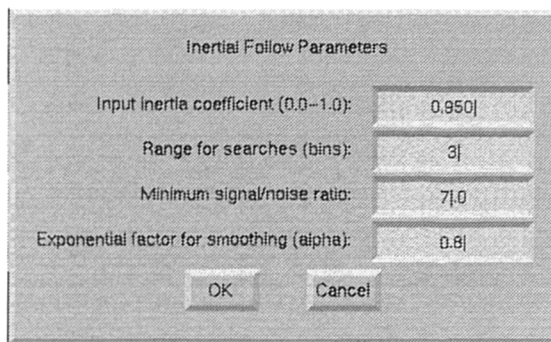 Inertial Follow Parameters
Input inertia coefficient (0.0-1.0): 0.950
Range for searches (bins): 3
Minimum signal/noise ratio: 7.0
Exponential factor for smoothing (alpha): 0.8
OK Cancel